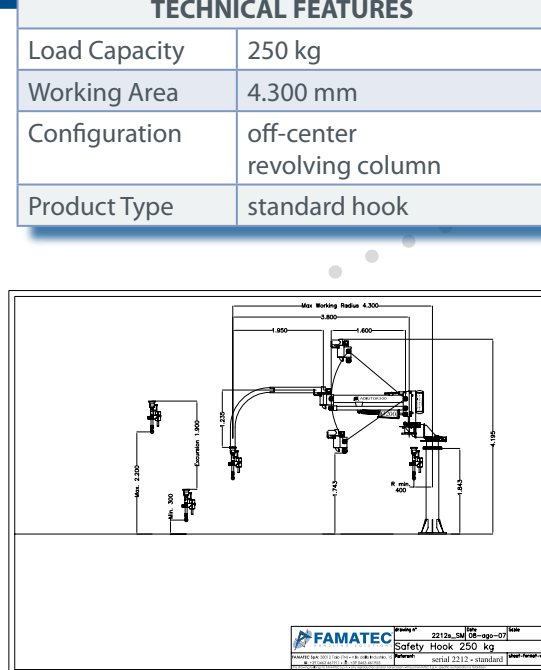 TECHNICAL FEATURES
Load Capacity 250 kg
Working Area 4.300 mm
Configuration off-center
revolving column
Product Type standard hook
Max Working Radius 4.300
3.800
1.950
1.600
1.235
Excursion 1.900
Max. 2.200
Min. 300
1.743
R min.
400
1.843
4.195
FAMATEC
drawing n°
2212s_SM
Date
08-ago-07
Scale
Safety Hook 250 kg
serial 2212 - standard